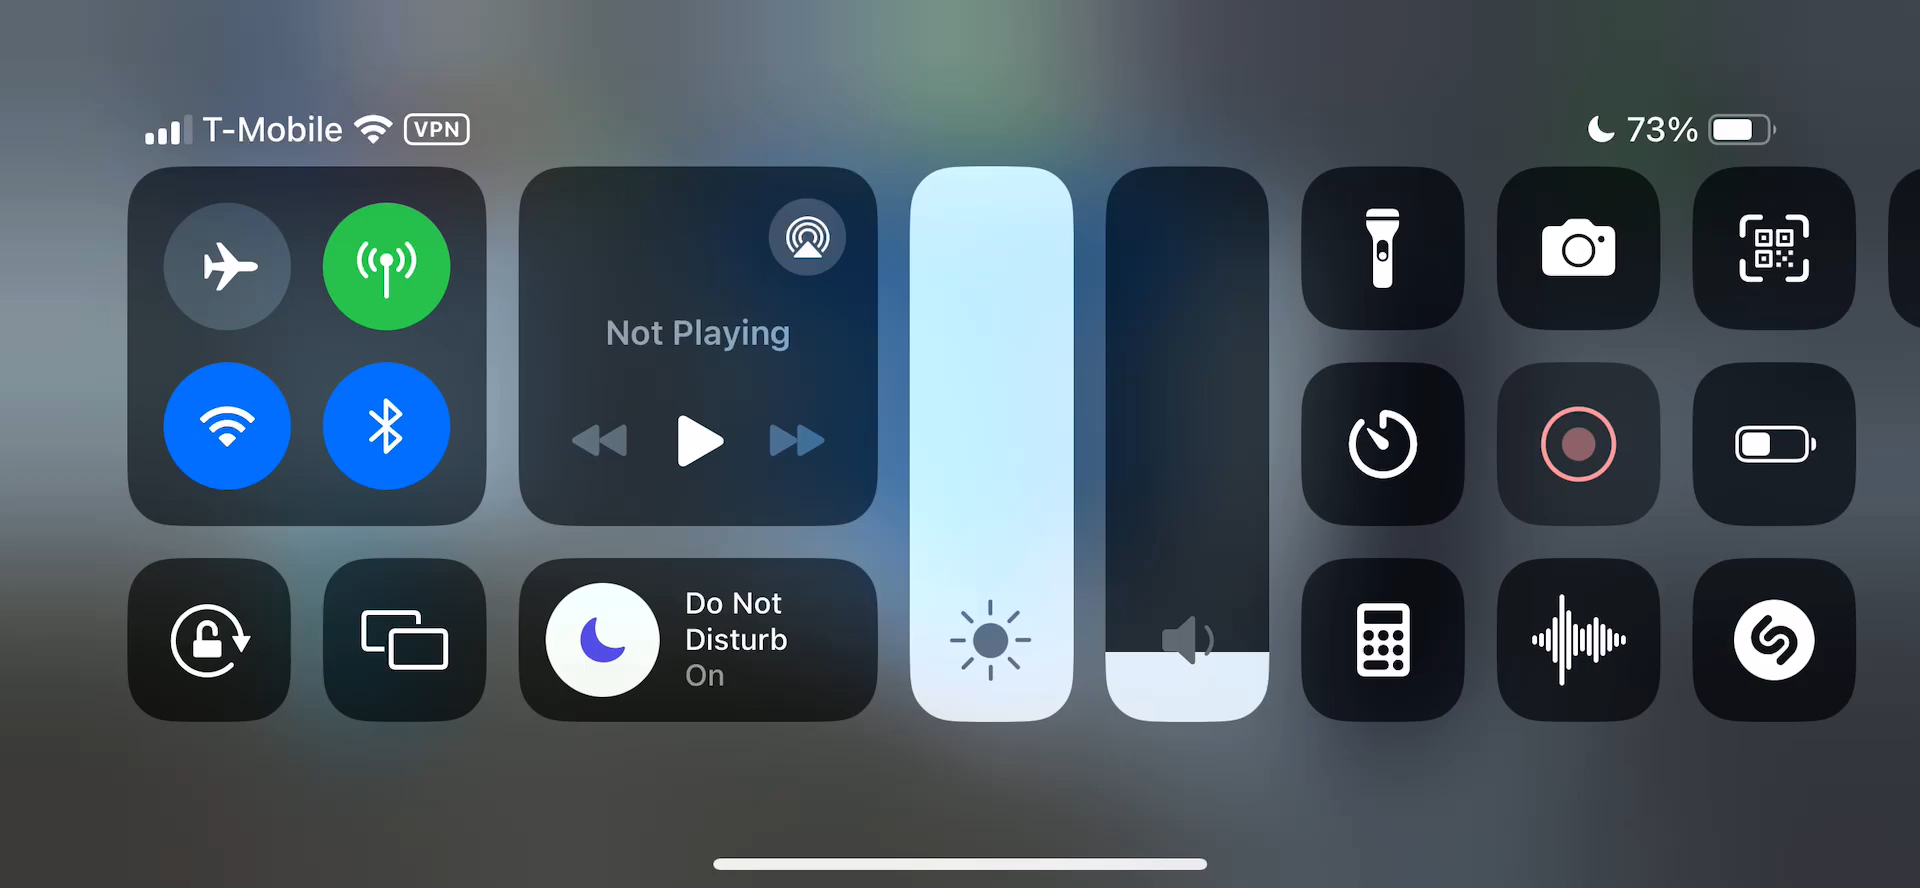 T-Mobile VPN
73%
Not Playing
Do Not
Disturb
On